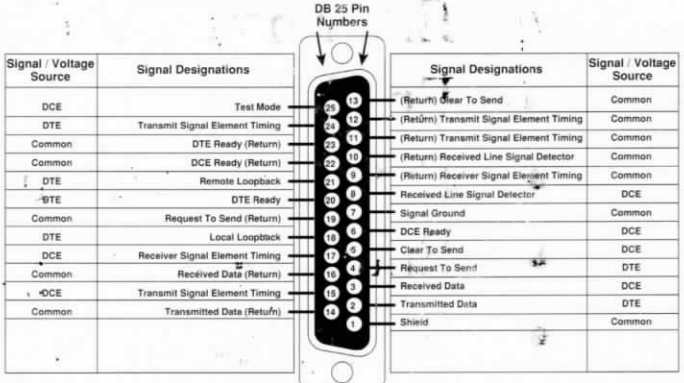 DB 25 Pin
Numbers
Signal / Voltage
Source
Signal Designations
DCE Test Mode 25
DTE Transmit Signal Element Timing 24
Common DTE Ready (Return) 23
Common DCE Ready (Return) 22
DTE Remote Loopback 21
DTE DTE Ready 20
Common Request To Send (Return) 19
DTE Local Loopback 18
DCE Receiver Signal Element Timing 17
Common Received Data (Return) 16
DCE Transmit Signal Element Timing 15
Common Transmitted Data (Return) 14
Signal Designations
Signal / Voltage
Source
13 (Return) Clear To Send Common
12 (Return) Transmit Signal Element Timing Common
11 (Return) Transmit Signal Element Timing Common
10 (Return) Received Line Signal Detector Common
9 (Return) Receiver Signal Element Timing Common
8 Received Line Signal Detector DCE
7 Signal Ground Common
6 DCE Ready DCE
5 Clear To Send DCE
4 Request To Send DTE
3 Received Data DCE
2 Transmitted Data DTE
1 Shield Common